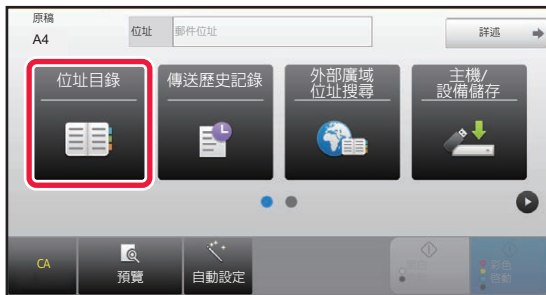 原稿
A4
位址
郵件位址
詳述
位址目錄
傳送歷史記錄
外部廣域
位址搜尋
主機/
設備儲存
CA
預覽
自動設定
彩色
啟動